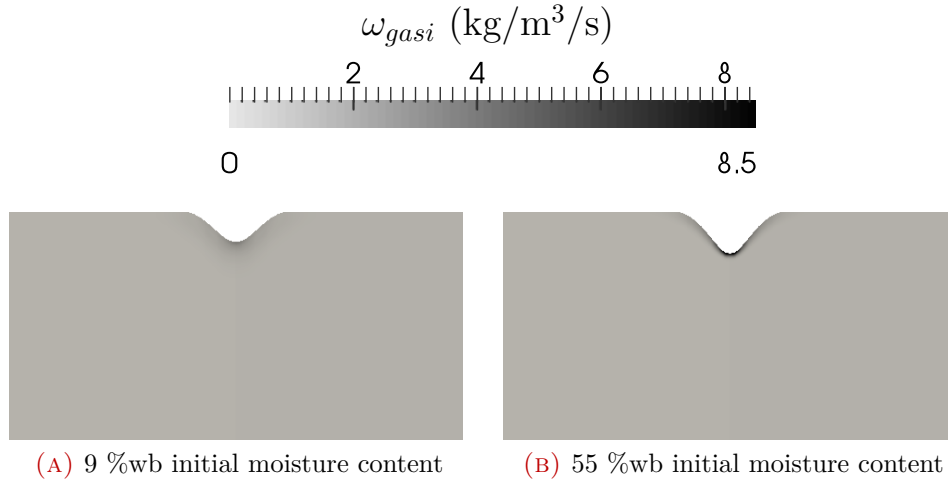 ω_gasi (kg/m³/s)
2 4 6 8
0 8.5
(A) 9 %wb initial moisture content
(B) 55 %wb initial moisture content